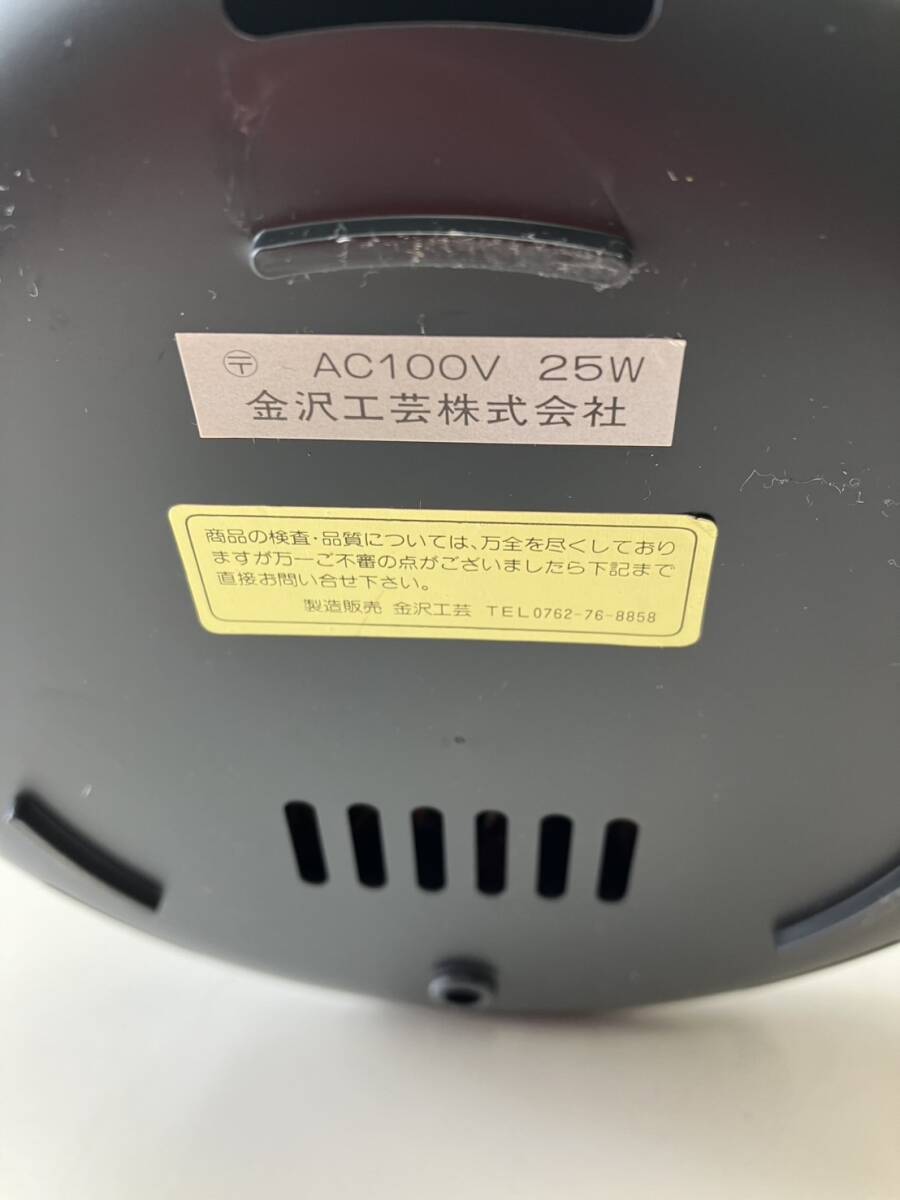 〶 AC100V 25W
金沢工芸株式会社
商品の検査・品質については、万全を尽くしており
ますが万一ご不審の点がございましたら下記まで
直接お問い合せ下さい。
製造販売 金沢工芸 TEL0762-76-8858